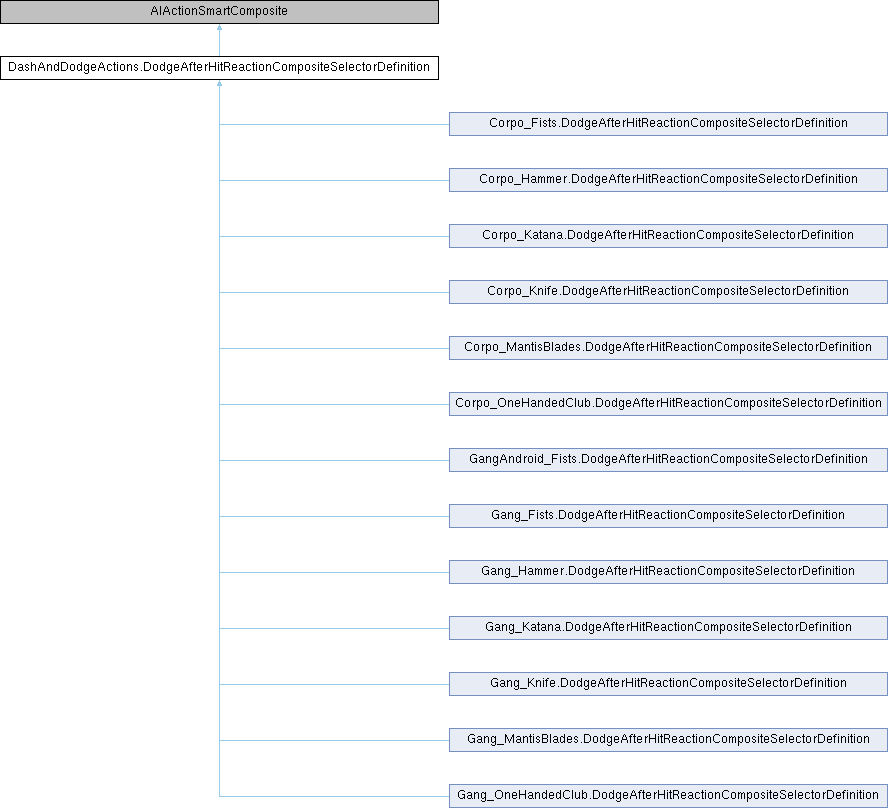 AIActionSmartComposite
DashAndDodgeActions.DodgeAfterHitReactionCompositeSelectorDefinition
Corpo_Fists.DodgeAfterHitReactionCompositeSelectorDefinition
Corpo_Hammer.DodgeAfterHitReactionCompositeSelectorDefinition
Corpo_Katana.DodgeAfterHitReactionCompositeSelectorDefinition
Corpo_Knife.DodgeAfterHitReactionCompositeSelectorDefinition
Corpo_MantisBlades.DodgeAfterHitReactionCompositeSelectorDefinition
Corpo_OneHandedClub.DodgeAfterHitReactionCompositeSelectorDefinition
GangAndroid_Fists.DodgeAfterHitReactionCompositeSelectorDefinition
Gang_Fists.DodgeAfterHitReactionCompositeSelectorDefinition
Gang_Hammer.DodgeAfterHitReactionCompositeSelectorDefinition
Gang_Katana.DodgeAfterHitReactionCompositeSelectorDefinition
Gang_Knife.DodgeAfterHitReactionCompositeSelectorDefinition
Gang_MantisBlades.DodgeAfterHitReactionCompositeSelectorDefinition
Gang_OneHandedClub.DodgeAfterHitReactionCompositeSelectorDefinition